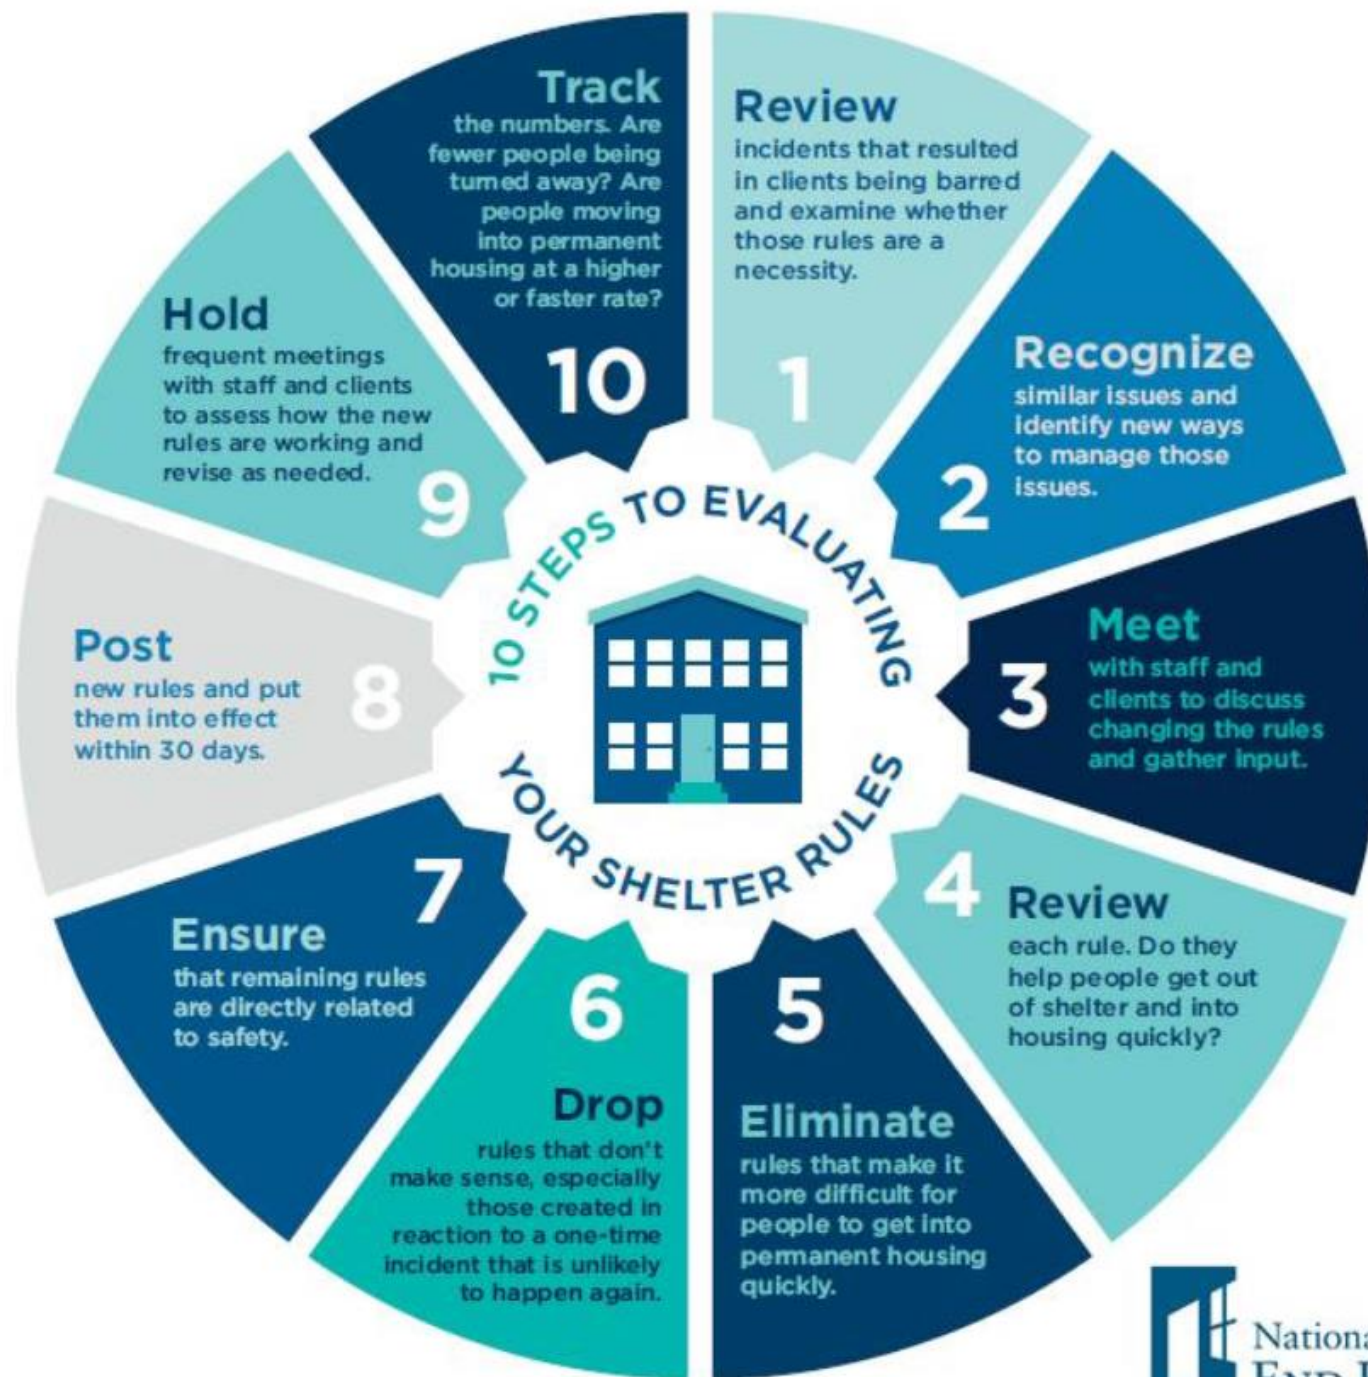 10 STEPS TO EVALUATING
YOUR SHELTER RULES
1
Review
incidents that resulted
in clients being barred
and examine whether
those rules are a
necessity.
2
Recognize
similar issues and
identify new ways
to manage those
issues.
3
Meet
with staff and
clients to discuss
changing the rules
and gather input.
4
Review
each rule. Do they
help people get out
of shelter and into
housing quickly?
5
Eliminate
rules that make it
more difficult for
people to get into
permanent housing
quickly.
6
Drop
rules that don't
make sense, especially
those created in
reaction to a one-time
incident that is unlikely
to happen again.
7
Ensure
that remaining rules
are directly related
to safety.
8
Post
new rules and put
them into effect
within 30 days.
9
Hold
frequent meetings
with staff and clients
to assess how the new
rules are working and
revise as needed.
10
Track
the numbers. Are
fewer people being
turned away? Are
people moving
into permanent
housing at a higher
or faster rate?
END